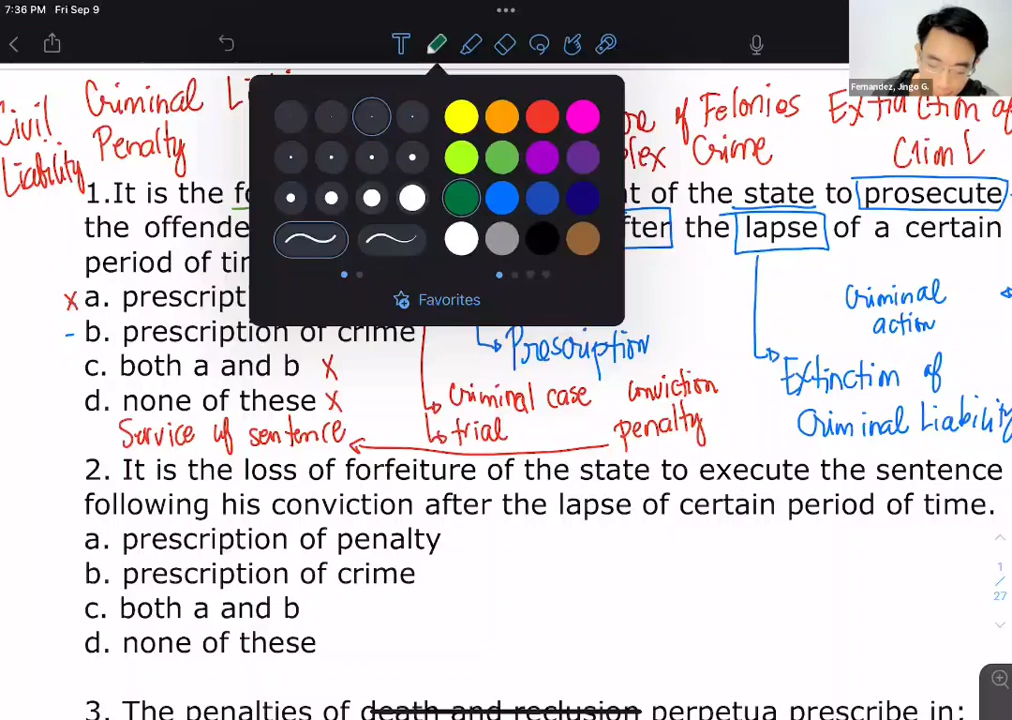 7:36 PM Fri Sep 9
Fernandez, Jingo G.
Civil
Liability
Criminal
Penalty
of Felonies
Crime
Extinction of
Crim L
1.It is the of the state to prosecute
the offende the lapse of a certain
period of
x a. prescript
- b. prescription of crime
c. both a and b x
d. none of these x
Favorites
Prescription
Criminal case
trial
conviction
penalty
Service of sentence
Criminal
action
Extinction of
Criminal Liability
2. It is the loss of forfeiture of the state to execute the sentence
following his conviction after the lapse of certain period of time.
a. prescription of penalty
b. prescription of crime
c. both a and b
d. none of these
1
/
27
3. The penalties of death and reclusion perpetua prescribe in: